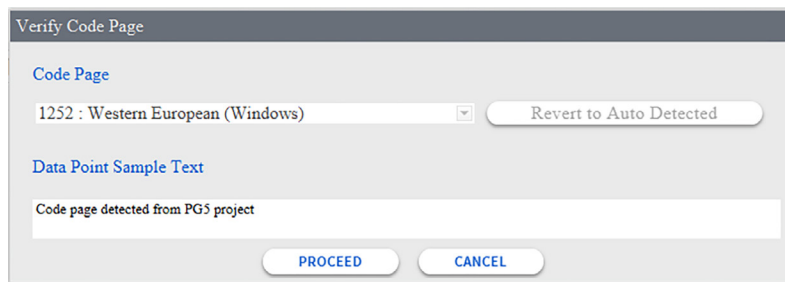 Verify Code Page
Code Page
1252 : Western European (Windows)
Revert to Auto Detected
Data Point Sample Text
Code page detected from PG5 project
PROCEED
CANCEL